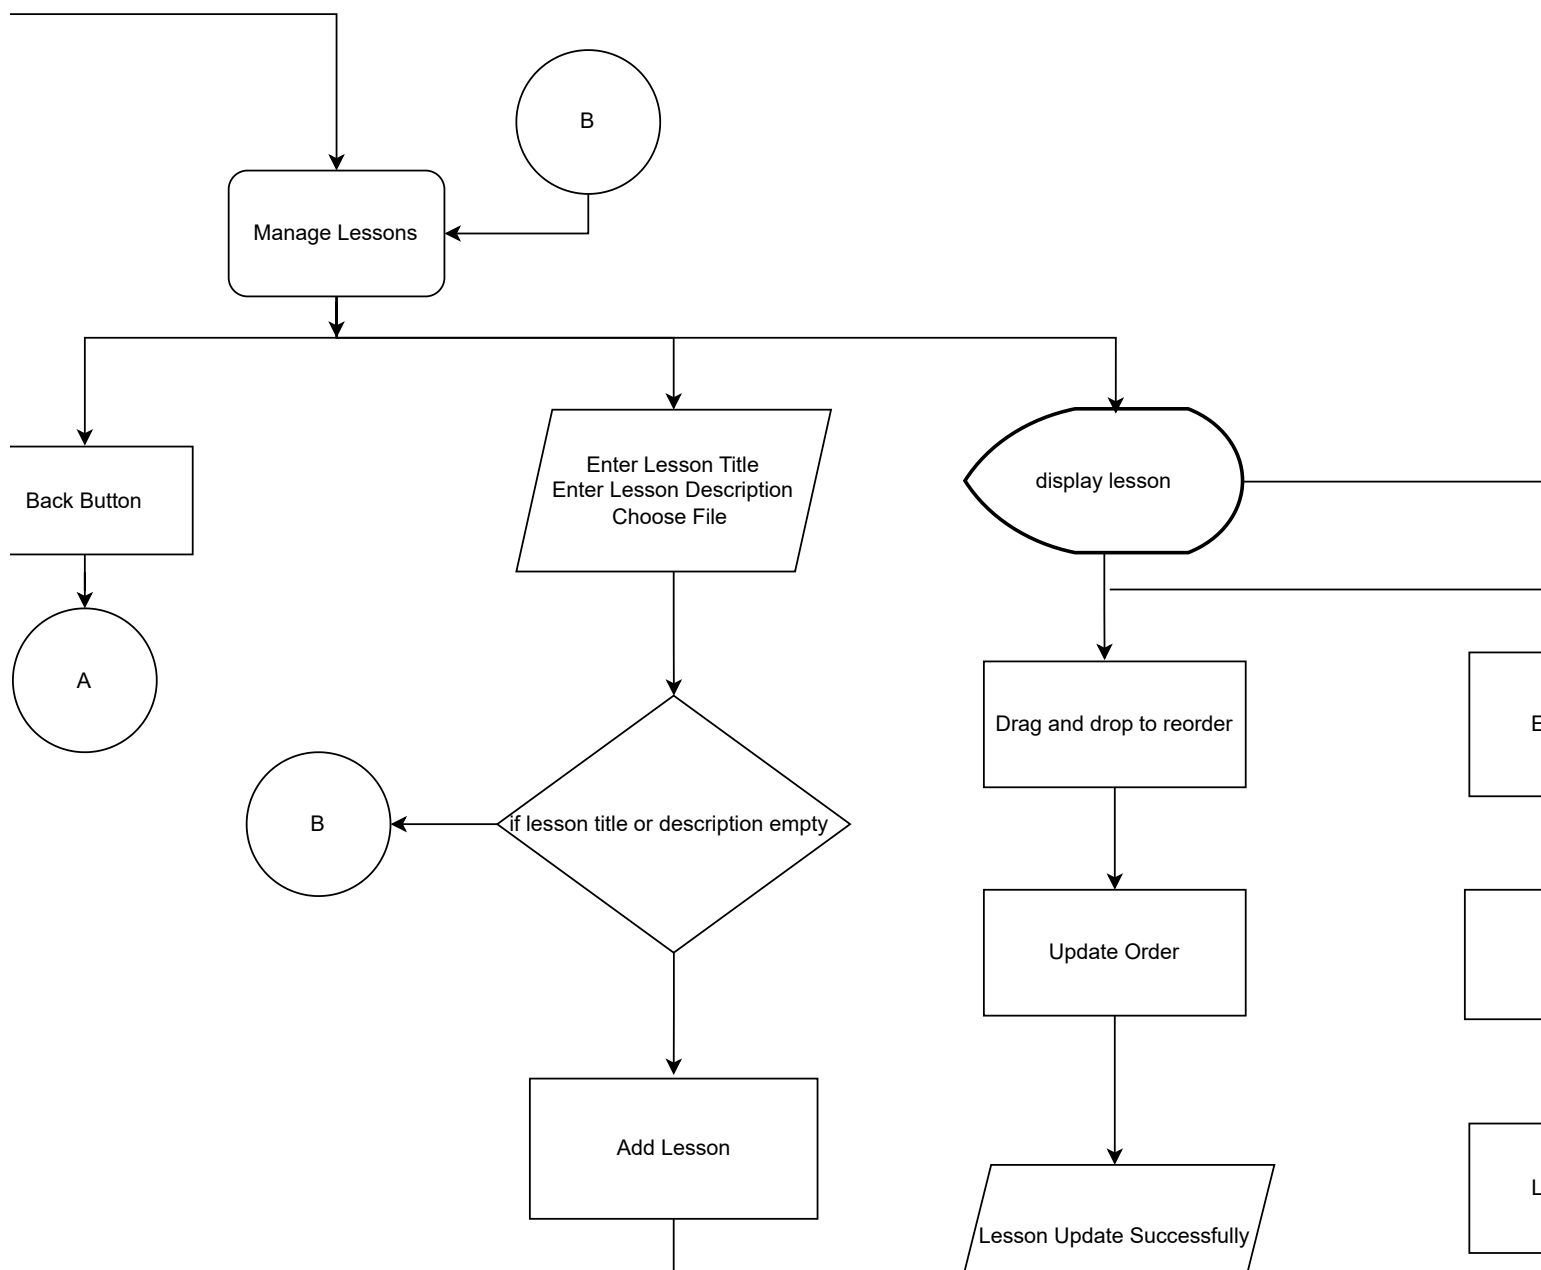 B
Manage Lessons
Back Button
Enter Lesson Title
Enter Lesson Description
Choose File
display lesson
A
Drag and drop to reorder
B
if lesson title or description empty
Update Order
Add Lesson
Lesson Update Successfully